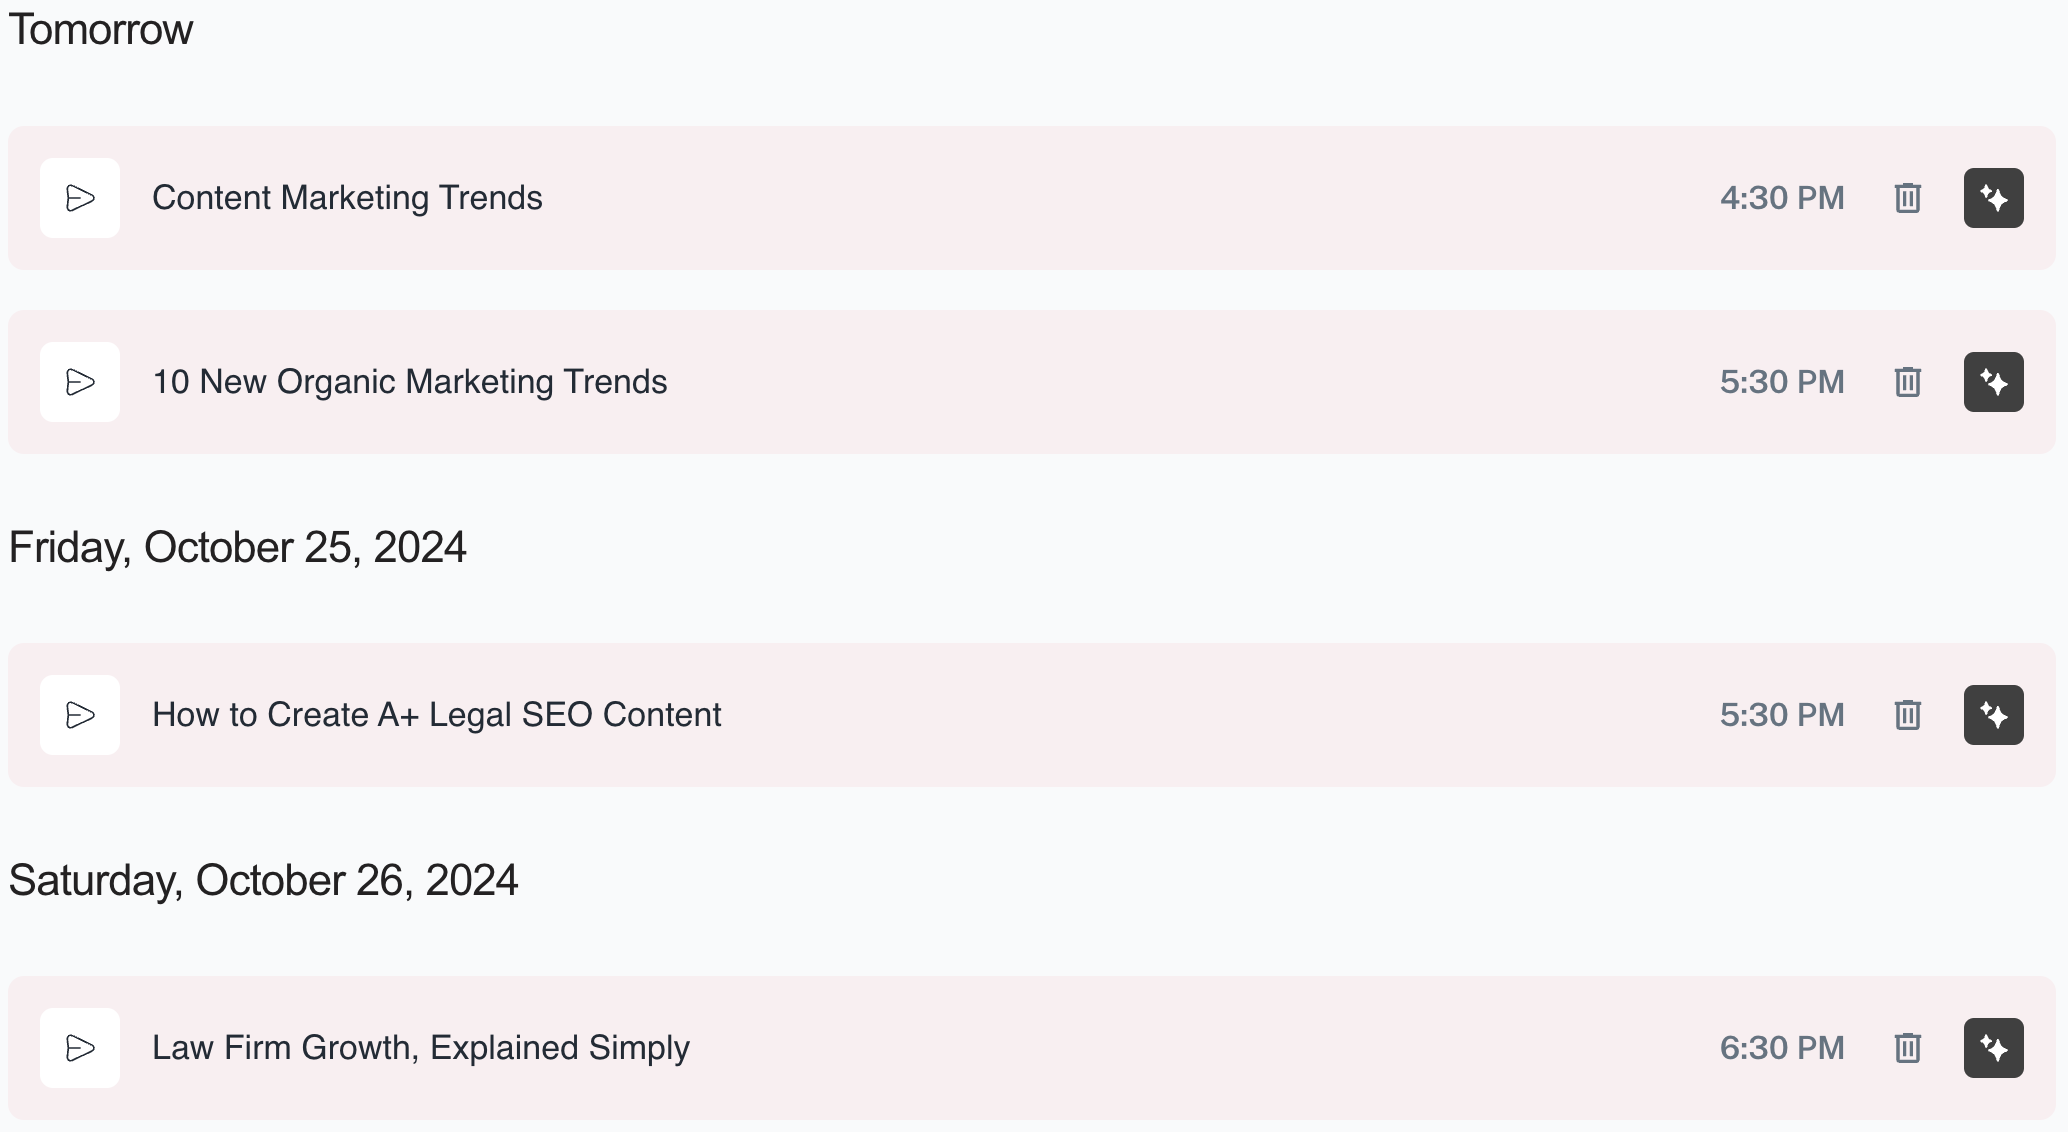 Tomorrow
Content Marketing Trends 4:30 PM
10 New Organic Marketing Trends 5:30 PM
Friday, October 25, 2024
How to Create A+ Legal SEO Content 5:30 PM
Saturday, October 26, 2024
Law Firm Growth, Explained Simply 6:30 PM